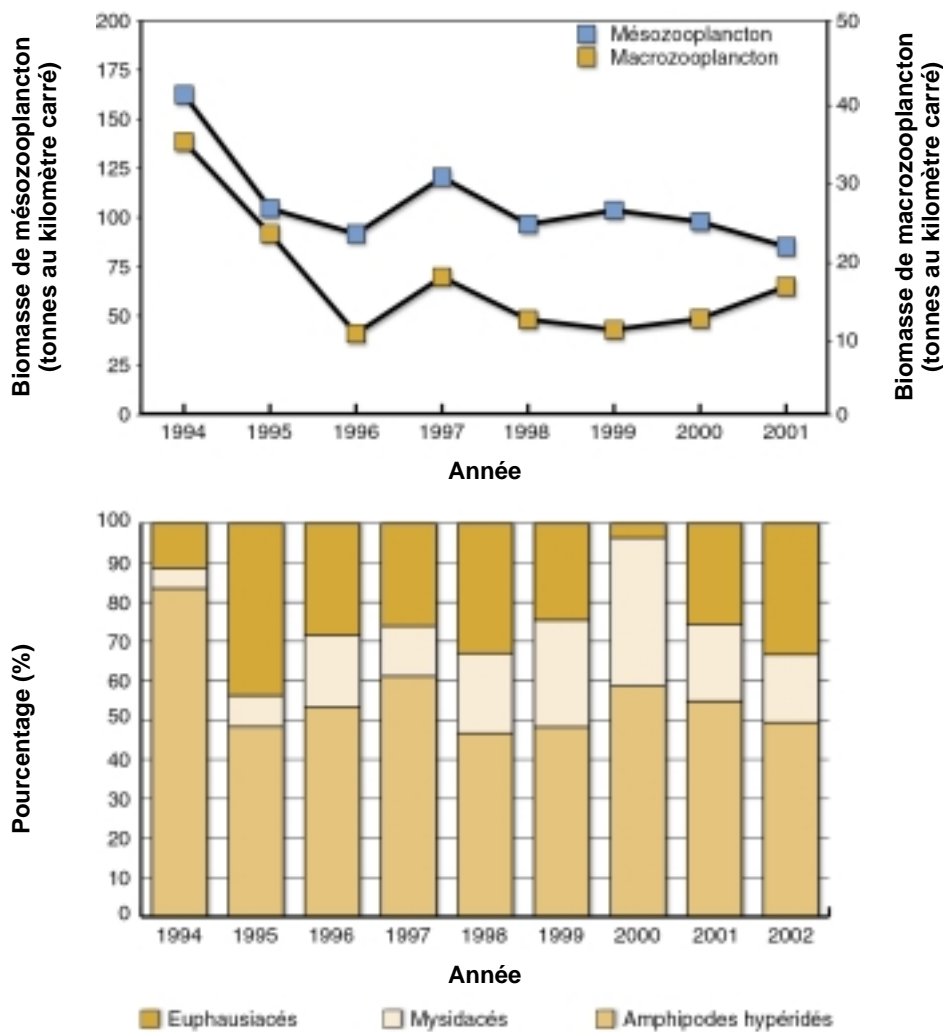 Biomasse de mésozooplancton
(tonnes au kilomètre carré)
200
175
150
125
100
75
50
25
0
Mésozooplancton
Macrozooplancton
50
40
30
20
10
0
Biomasse de macrozooplancton
(tonnes au kilomètre carré)
1994 1995 1996 1997 1998 1999 2000 2001
Année
Pourcentage (%)
100
90
80
70
60
50
40
30
20
10
0
1994 1995 1996 1997 1998 1999 2000 2001 2002
Année
Euphausiacés Mysidacés Amphipodes hypéridés